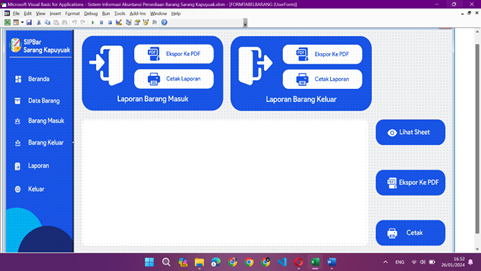 Microsoft Visual Basic for Applications - Sistem Informasi Akuntansi Persediaan Barang Sarang Kapuyuak.xlsm - [FORMTABELBARANG (UserForm)]
File Edit View Insert Format Debug Run Tools Add-Ins Window Help
SIPBar
Sarang Kapuyuak
Beranda
Data Barang
Barang Masuk
Barang Keluar
Laporan
Keluar
Ekspor Ke PDF
Cetak Laporan
Laporan Barang Masuk
Ekspor Ke PDF
Cetak Laporan
Laporan Barang Keluar
Lihat Sheet
Ekspor Ke PDF
Cetak
ENG
16.52
26/01/2024